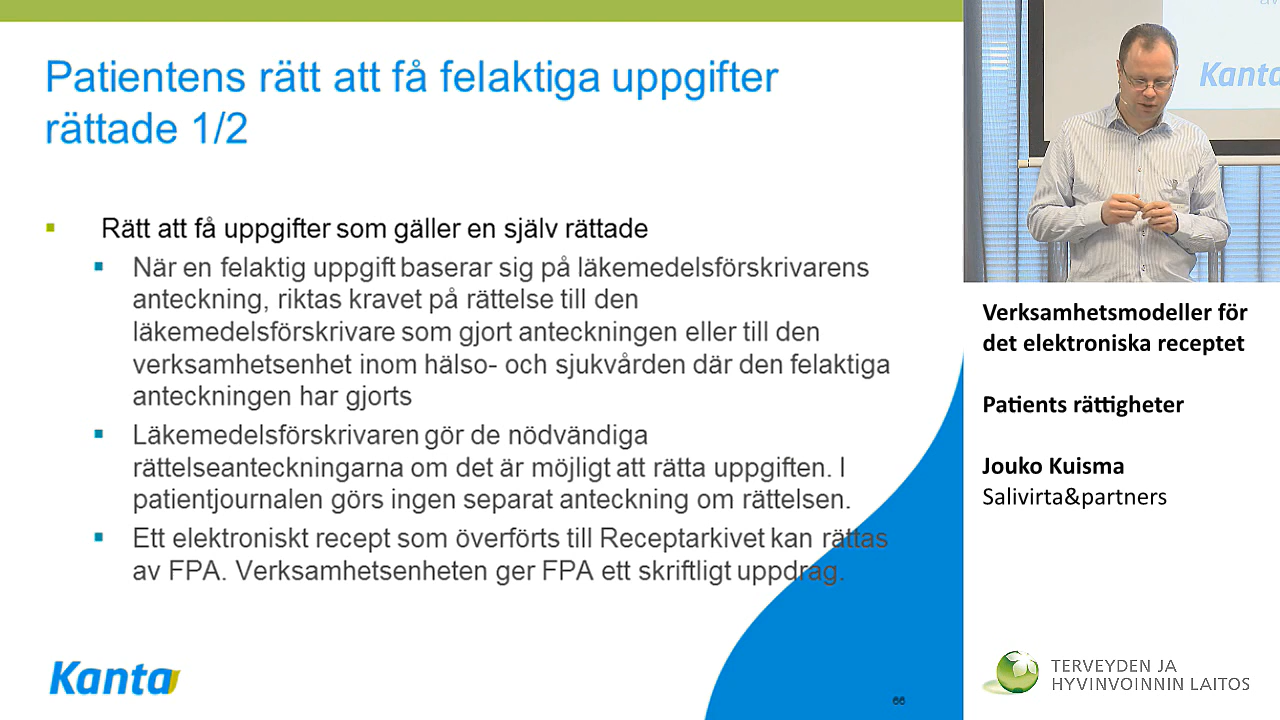 Patientens rätt att få felaktiga uppgifter
rättade 1/2
Rätt att få uppgifter som gäller en själv rättade
När en felaktig uppgift baserar sig på läkemedelsförskrivarens
anteckning, riktas kravet på rättelse till den
läkemedelsförskrivare som gjort anteckningen eller till den
verksamhetsenhet inom hälso- och sjukvården där den felaktiga
anteckningen har gjorts
Läkemedelsförskrivaren gör de nödvändiga
rättelseanteckningarna om det är möjligt att rätta uppgiften. I
patientjournalen görs ingen separat anteckning om rättelsen.
Ett elektroniskt recept som överförts till Receptarkivet kan rättas
av FPA. Verksamhetsenheten ger FPA ett skriftligt uppdrag.
Kanta
66
Kanta
Verksamhetsmodeller för
det elektroniska receptet
Patients rättigheter
Jouko Kuisma
Salivirta&partners
TERVEYDEN JA
HYVINVOINNIN LAITOS